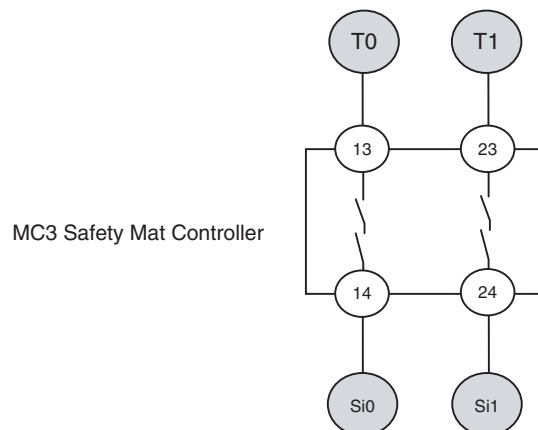 T0 T1
13 23
MC3 Safety Mat Controller
14 24
Si0 Si1